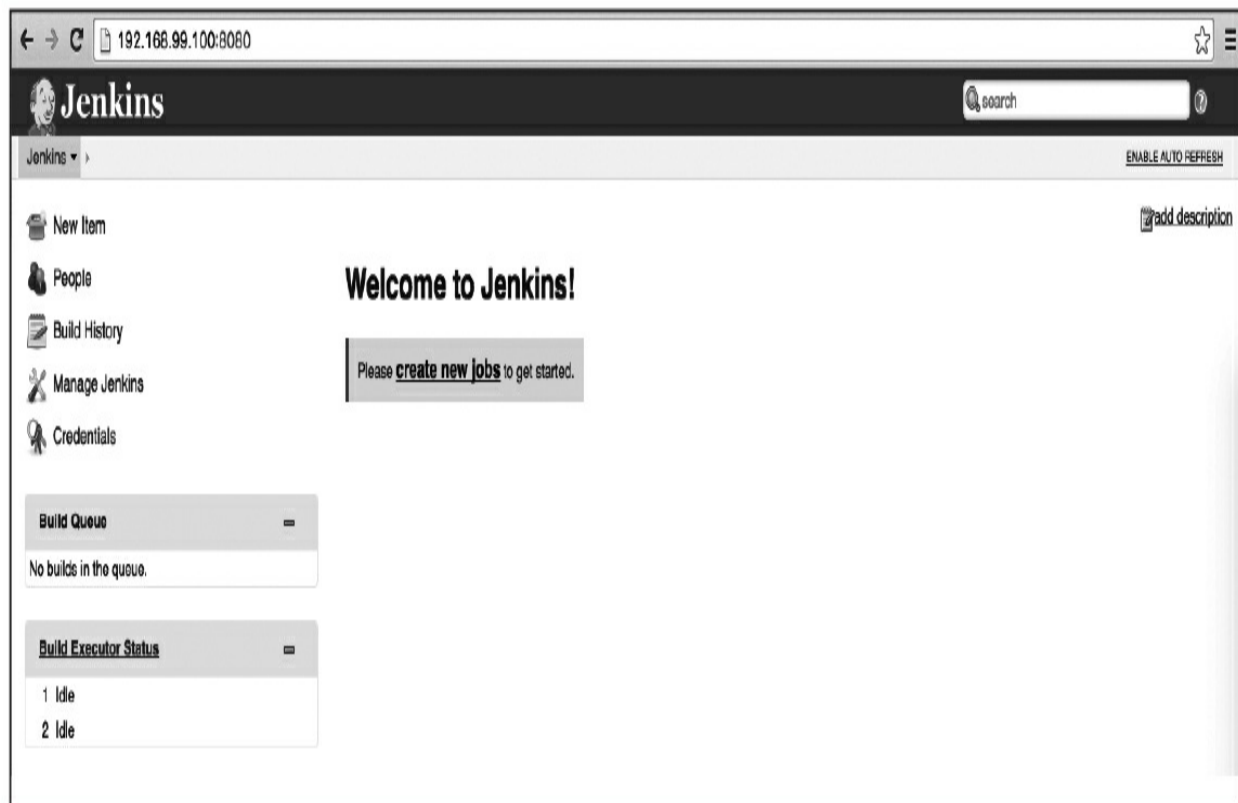 192.168.99.100:8080
Jenkins
search
Jenkins
ENABLE AUTO REFRESH
add description
New Item
People
Build History
Manage Jenkins
Credentials
Welcome to Jenkins!
Please create new jobs to get started.
Build Queue
No builds in the queue.
Build Executor Status
1 Idle
2 Idle